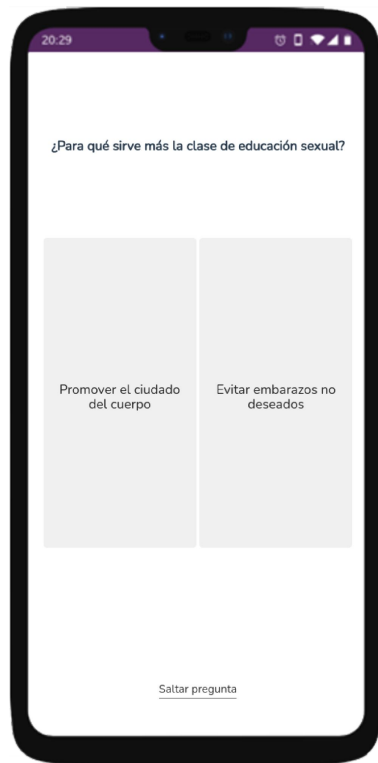 20:29
¿Para qué sirve más la clase de educación sexual?
Promover el ciudado
del cuerpo
Evitar embarazos no
deseados
Saltar pregunta